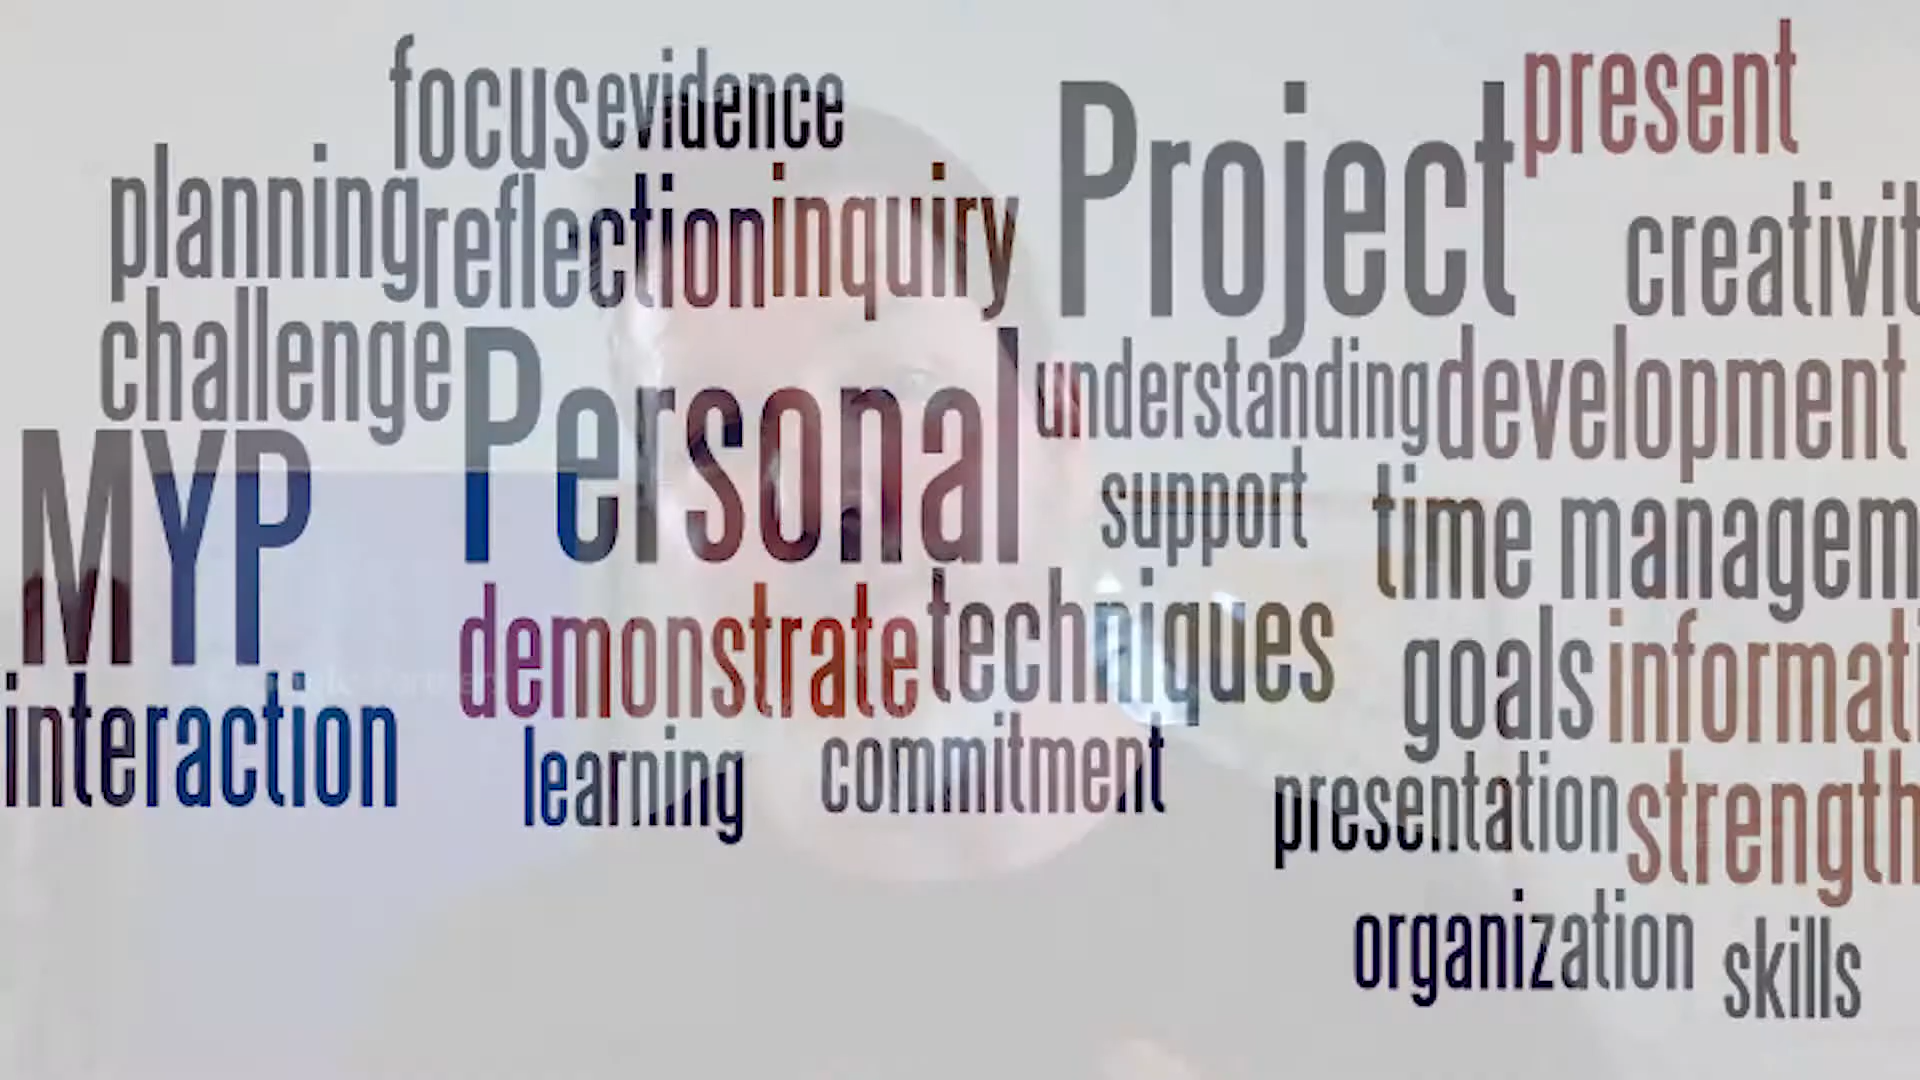 focus evidence
Project present
planning reflection inquiry
creativit
challenge
Personal understanding development
MYP
support time managem
demonstrate techniques
goals informati
interaction learning commitment
presentation strength
organization skills